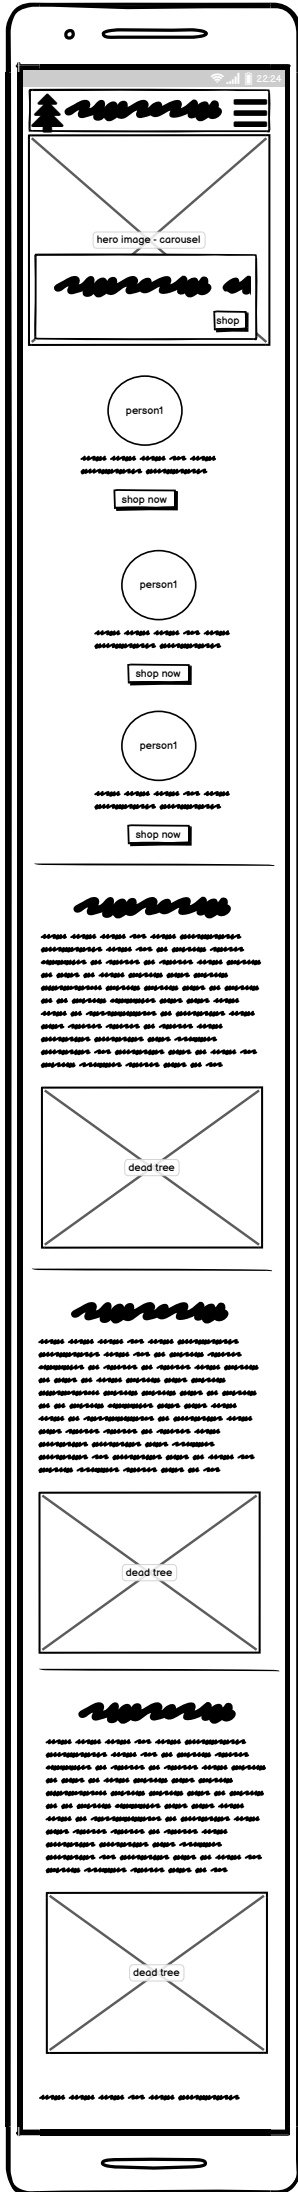 22:24
hero image - carousel
shop
person1
shop now
person1
shop now
person1
shop now
dead tree
dead tree
dead tree